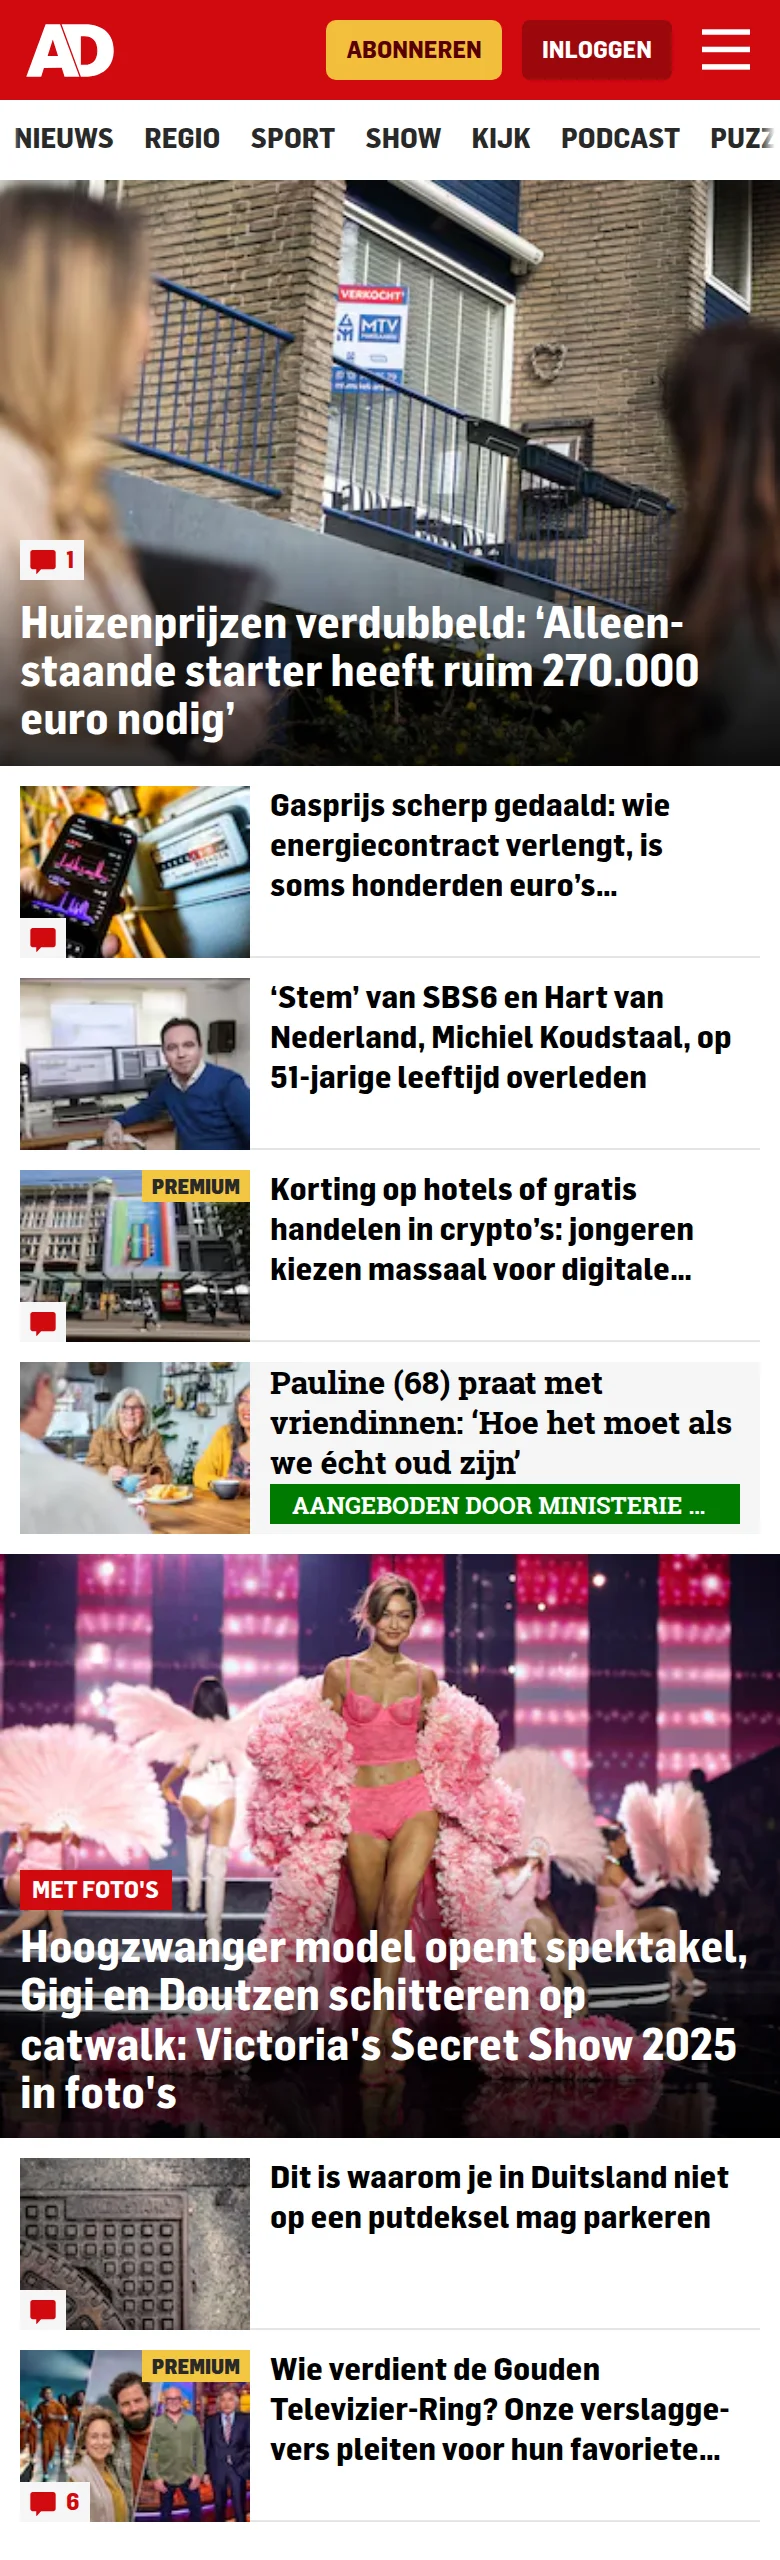 AD
ABONNEREN
INLOGGEN
NIEUWS REGIO SPORT SHOW KIJK PODCAST PUZZ
VERKOCHT
MTV
1
Huizenprijzen verdubbeld: ‘Alleen-
staande starter heeft ruim 270.000
euro nodig’
Gasprijs scherp gedaald: wie
energiecontract verlengt, is
soms honderden euro’s...
‘Stem’ van SBS6 en Hart van
Nederland, Michiel Koudstaal, op
51-jarige leeftijd overleden
PREMIUM
Korting op hotels of gratis
handelen in crypto’s: jongeren
kiezen massaal voor digitale...
Pauline (68) praat met
vriendinnen: ‘Hoe het moet als
we écht oud zijn’
AANGEBODEN DOOR MINISTERIE ...
MET FOTO'S
Hoogzwanger model opent spektakel,
Gigi en Doutzen schitteren op
catwalk: Victoria's Secret Show 2025
in foto's
Dit is waarom je in Duitsland niet
op een putdeksel mag parkeren
PREMIUM
6
Wie verdient de Gouden
Televizier-Ring? Onze verslagge-
vers pleiten voor hun favoriete...